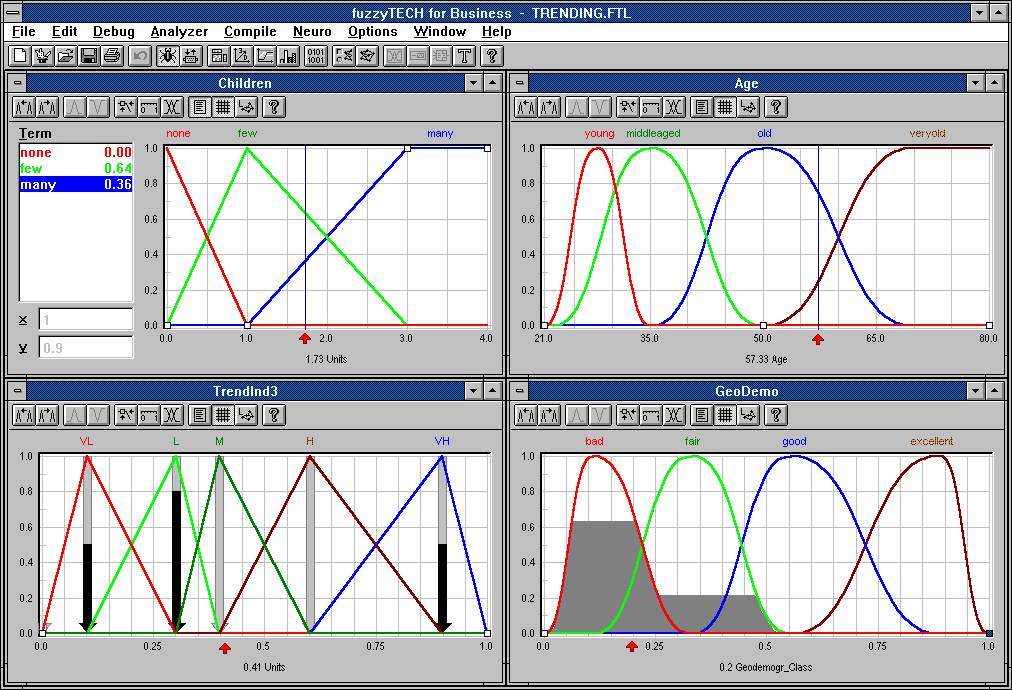 fuzzyTECH for Business - TRENDING.FTL
File Edit Debug Analyzer Compile Neuro Options Window Help
0101
1001
T ?
Children
?
Term
none 0.00
few 0.64
many 0.36
x 1
y 0.9
none few many
1.0
0.8
0.6
0.4
0.2
0.0
0.0 1.0 2.0 3.0 4.0
1.73 Units
Age
?
young middleaged old veryold
1.0
0.8
0.6
0.4
0.2
0.0
21.0 35.0 50.0 65.0 80.0
57.33 Age
TrendInd3
?
VL L M H VH
1.0
0.8
0.6
0.4
0.2
0.0
0.0 0.25 0.5 0.75 1.0
0.41 Units
GeoDemo
?
bad fair good excellent
1.0
0.8
0.6
0.4
0.2
0.0
0.0 0.25 0.5 0.75 1.0
0.2 Geodemogr_Class